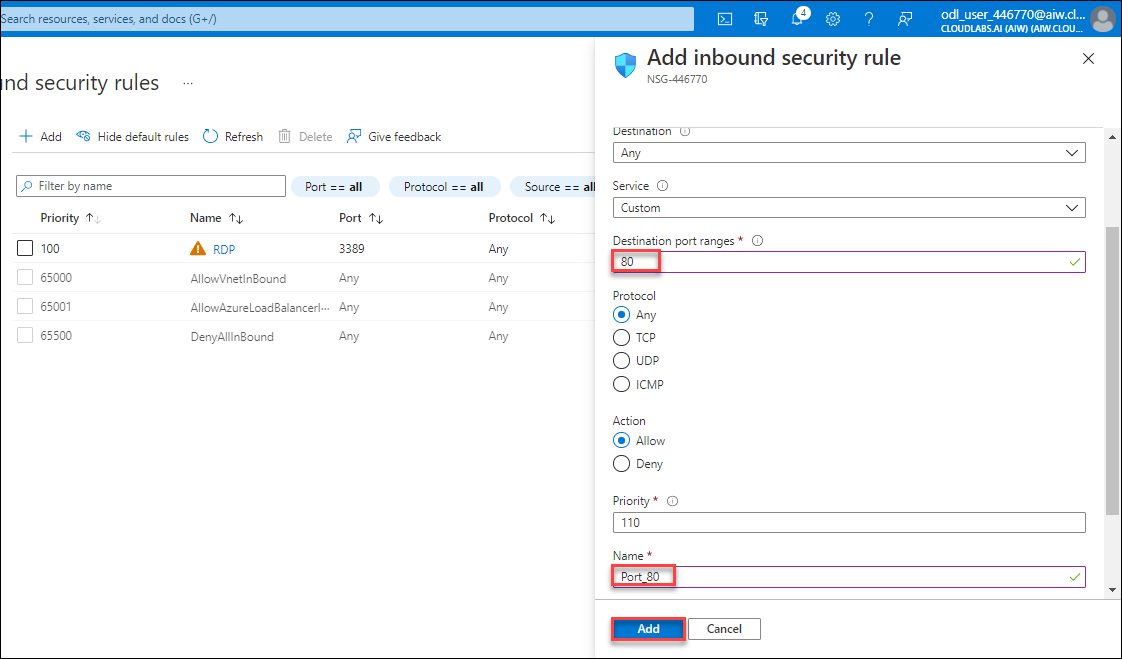 Search resources, services, and docs (G+/)
4
odl_user_446770@aiw.cl...
CLOUDLABS.AI (AIW) (AIW.CLOU...
nd security rules
...
Add
Hide default rules
Refresh
Delete
Give feedback
Filter by name
Port == all
Protocol == all
Source == all
Priority ↑↓ Name ↑↓ Port ↑↓ Protocol ↑↓
100 RDP 3389 Any
65000 AllowVnetInBound Any Any
65001 AllowAzureLoadBalancerI... Any Any
65500 DenyAllInBound Any Any
Add inbound security rule
NSG-446770
Destination
Any
Service
Custom
Destination port ranges *
80
Protocol
Any
TCP
UDP
ICMP
Action
Allow
Deny
Priority *
110
Name *
Port_80
Add Cancel